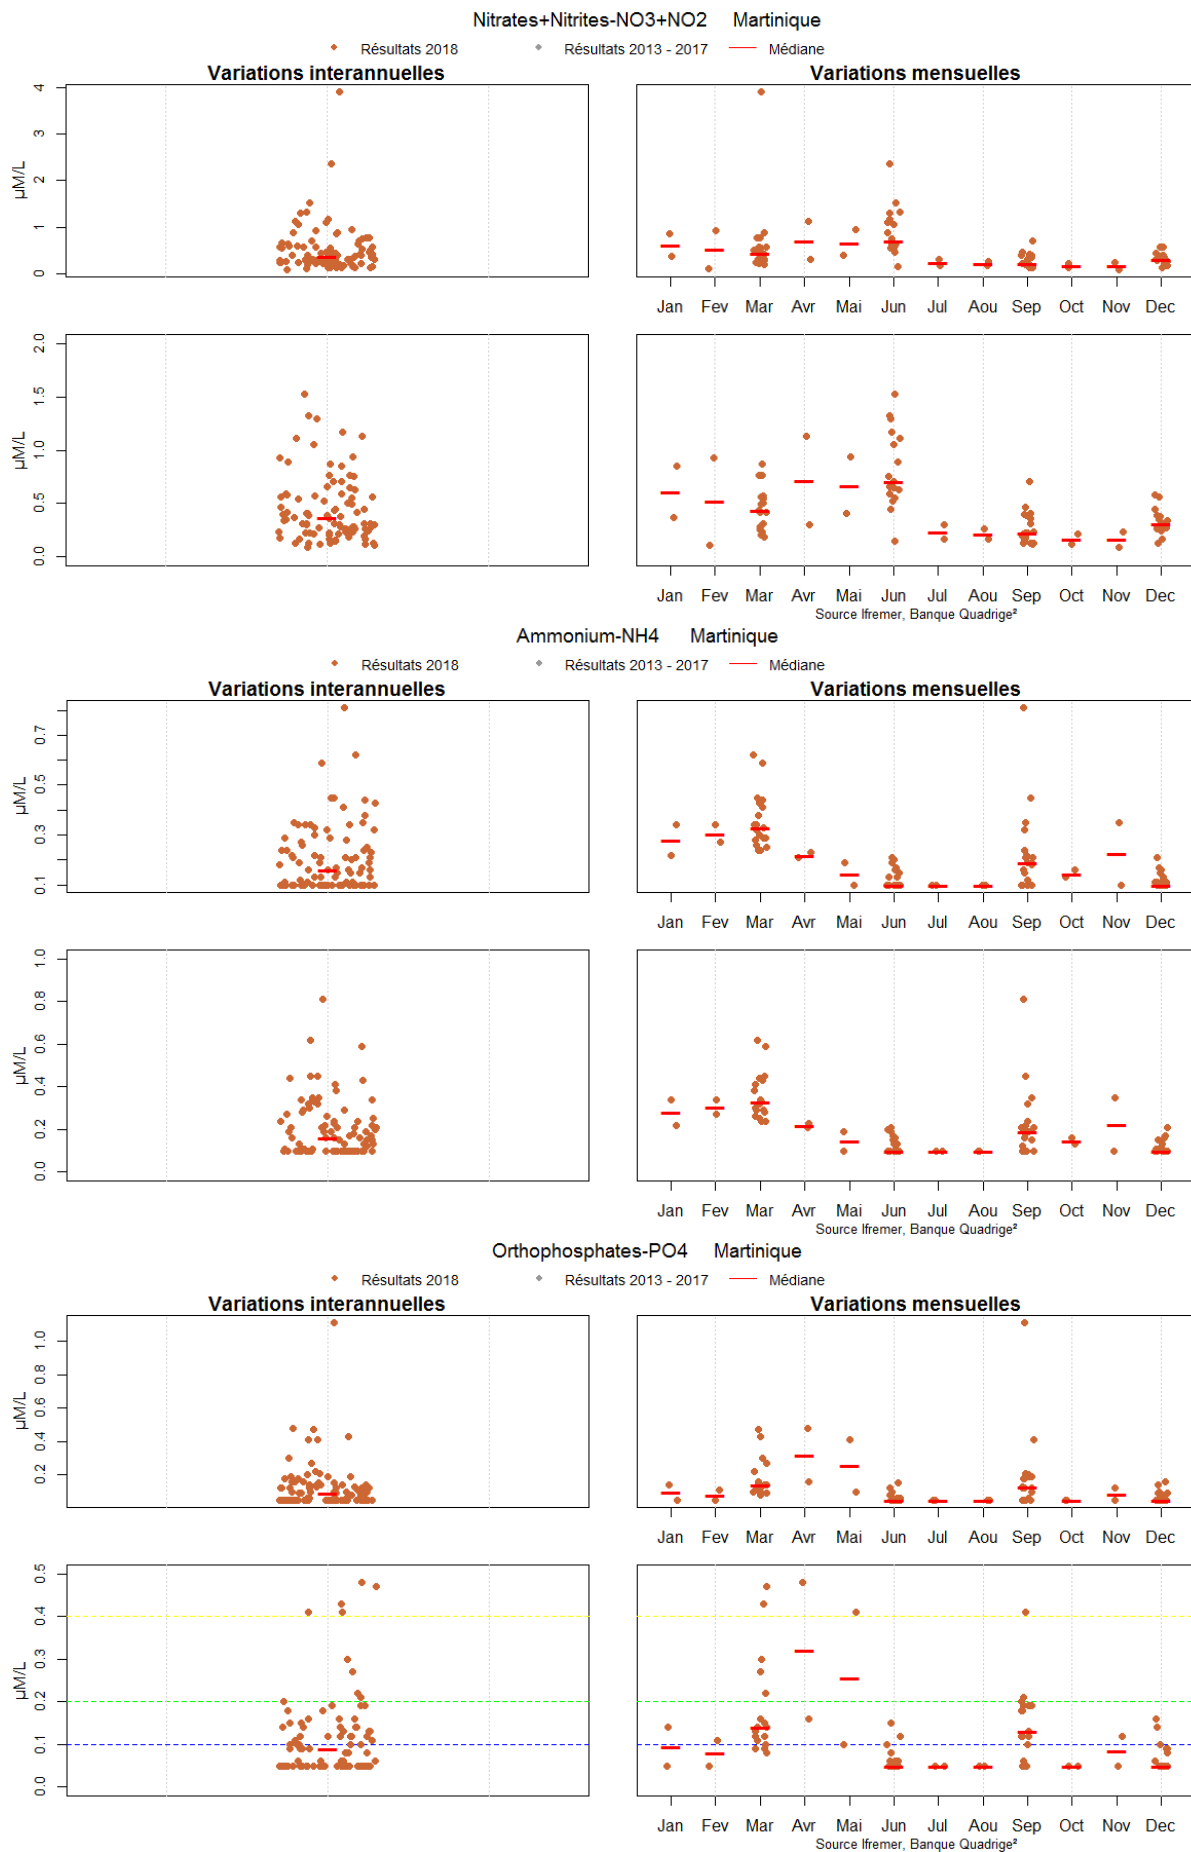 Nitrates+Nitrites-NO3+NO2 Martinique
Résultats 2018 Résultats 2013 - 2017 Médiane
Variations interannuelles Variations mensuelles
µM/L
0 1 2 3 4
Jan Fev Mar Avr Mai Jun Jul Aou Sep Oct Nov Dec
µM/L
0.0 0.5 1.0 1.5 2.0
Jan Fev Mar Avr Mai Jun Jul Aou Sep Oct Nov Dec
Source Ifremer, Banque Quadrige²
Ammonium-NH4 Martinique
Résultats 2018 Résultats 2013 - 2017 Médiane
Variations interannuelles Variations mensuelles
µM/L
0.1 0.3 0.5 0.7
Jan Fev Mar Avr Mai Jun Jul Aou Sep Oct Nov Dec
µM/L
0.0 0.2 0.4 0.6 0.8 1.0
Jan Fev Mar Avr Mai Jun Jul Aou Sep Oct Nov Dec
Source Ifremer, Banque Quadrige²
Orthophosphates-PO4 Martinique
Résultats 2018 Résultats 2013 - 2017 Médiane
Variations interannuelles Variations mensuelles
µM/L
0.2 0.4 0.6 0.8 1.0
Jan Fev Mar Avr Mai Jun Jul Aou Sep Oct Nov Dec
µM/L
0.0 0.1 0.2 0.3 0.4 0.5
Jan Fev Mar Avr Mai Jun Jul Aou Sep Oct Nov Dec
Source Ifremer, Banque Quadrige²